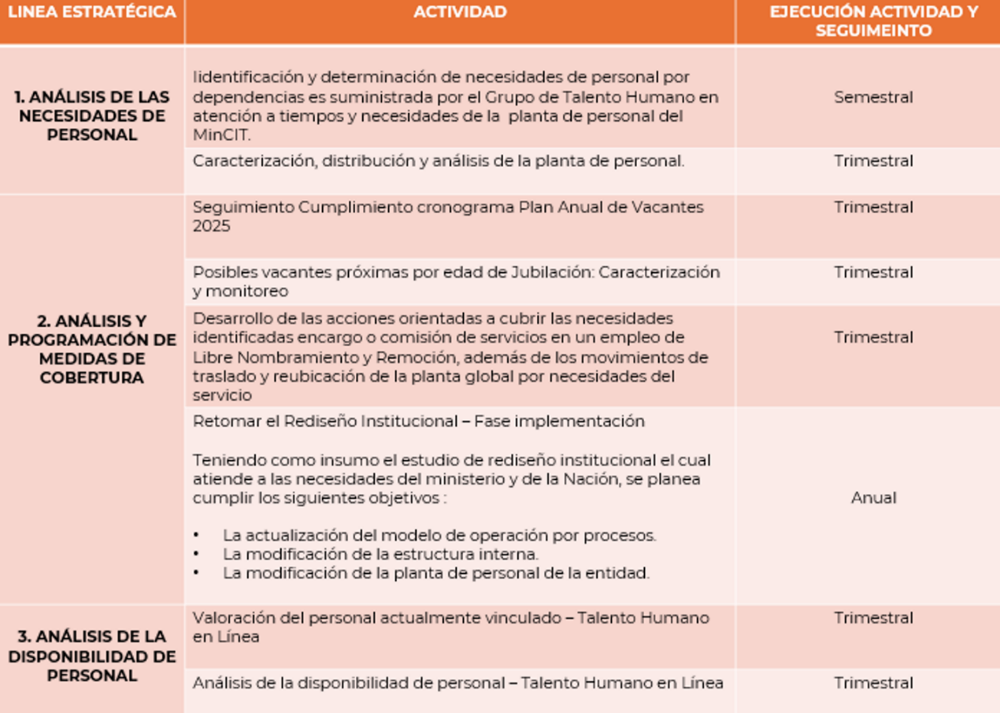 LINEA ESTRATÉGICA
ACTIVIDAD
EJECUCIÓN ACTIVIDAD Y
SEGUIMEINTO
1. ANÁLISIS DE LAS
NECESIDADES DE
PERSONAL
Iidentificación y determinación de necesidades de personal por
dependencias es suministrada por el Grupo de Talento Humano en
atención a tiempos y necesidades de la planta de personal del
MinCIT.
Semestral
Caracterización, distribución y análisis de la planta de personal.
Trimestral
2. ANÁLISIS Y
PROGRAMACIÓN DE
MEDIDAS DE
COBERTURA
Seguimiento Cumplimiento cronograma Plan Anual de Vacantes
2025
Trimestral
Posibles vacantes próximas por edad de Jubilación: Caracterización
y monitoreo
Trimestral
Desarrollo de las acciones orientadas a cubrir las necesidades
identificadas encargo o comisión de servicios en un empleo de
Libre Nombramiento y Remoción, además de los movimientos de
traslado y reubicación de la planta global por necesidades del
servicio
Trimestral
Retomar el Rediseño Institucional – Fase implementación
Teniendo como insumo el estudio de rediseño institucional el cual
atiende a las necesidades del ministerio y de la Nación, se planea
cumplir los siguientes objetivos :
• La actualización del modelo de operación por procesos.
• La modificación de la estructura interna.
• La modificación de la planta de personal de la entidad.
Anual
3. ANÁLISIS DE LA
DISPONIBILIDAD DE
PERSONAL
Valoración del personal actualmente vinculado – Talento Humano
en Línea
Trimestral
Análisis de la disponibilidad de personal – Talento Humano en Línea
Trimestral